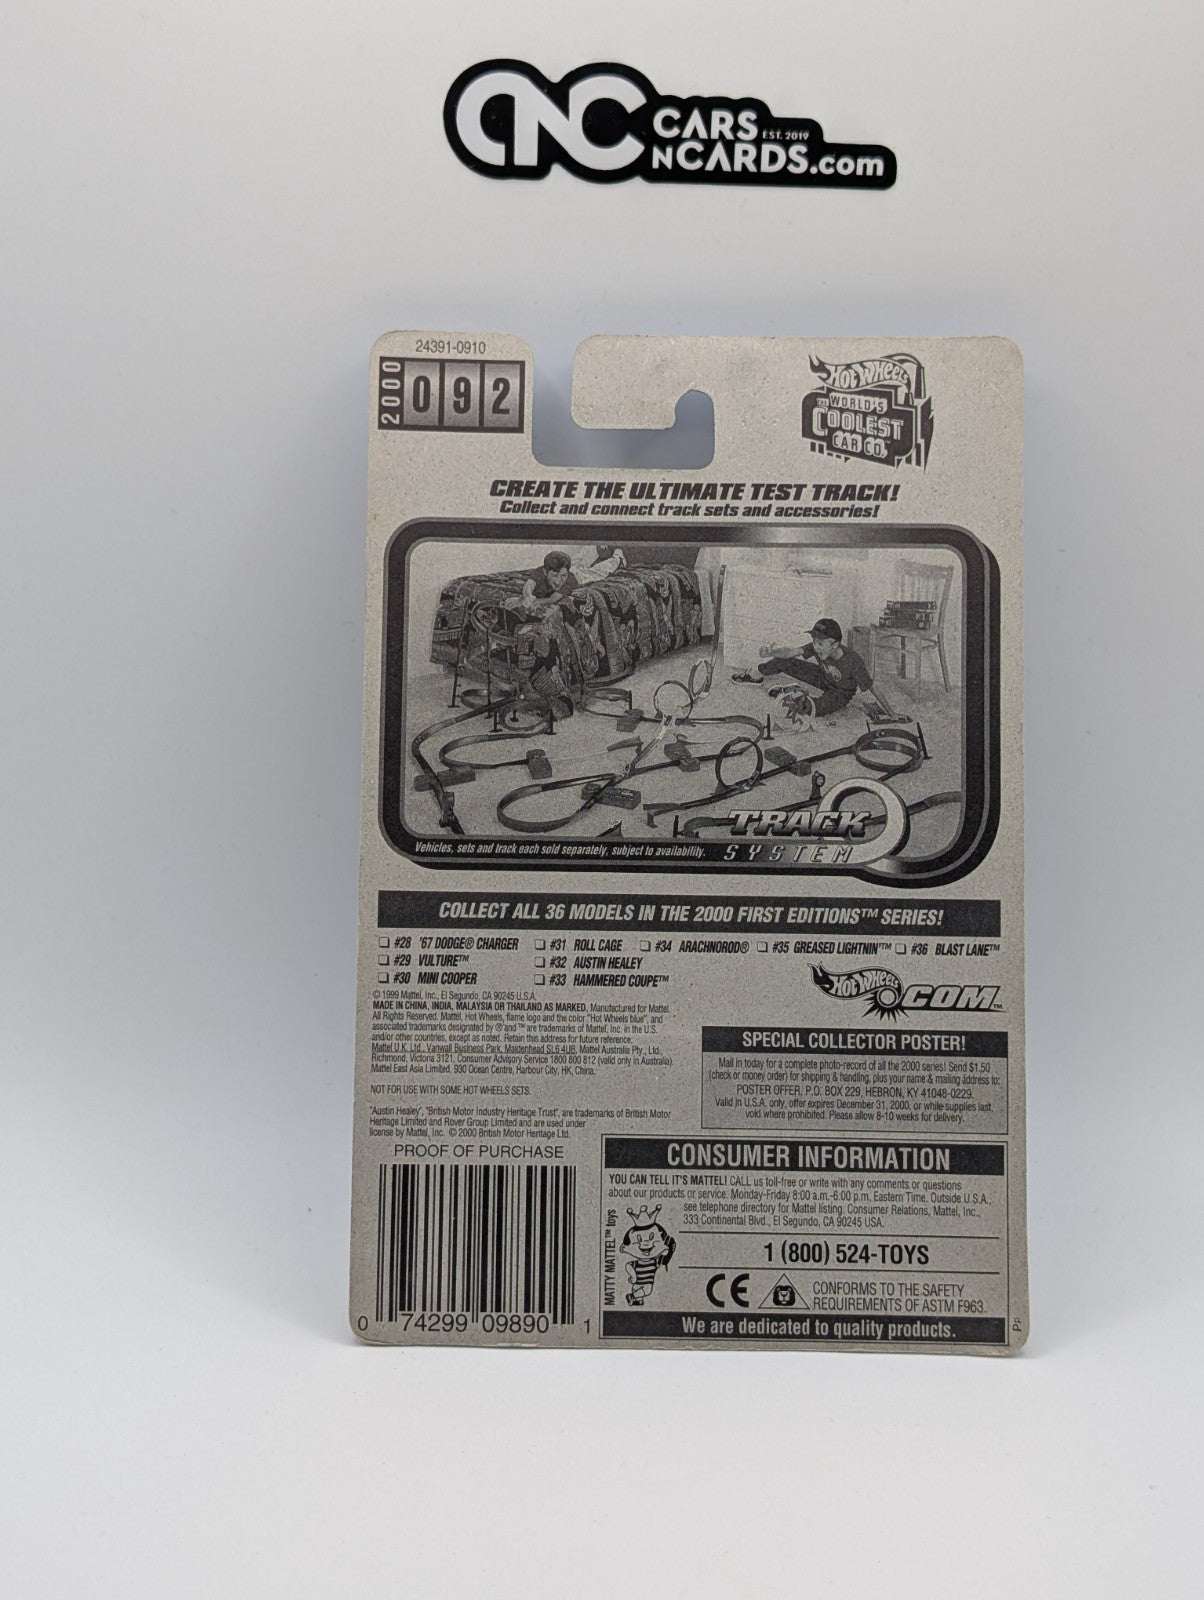 CNC CARS EST. 2019
NCARDS.com
24391-0910
2000 092
HOT WHEELS
THE WORLD'S
COOLEST
CAR CO.™
CREATE THE ULTIMATE TEST TRACK!
Collect and connect track sets and accessories!
TRACK
SYSTEM
Vehicles, sets and track each sold separately, subject to availability.
COLLECT ALL 36 MODELS IN THE 2000 FIRST EDITIONS™ SERIES!
#28 '67 DODGE® CHARGER #31 ROLL CAGE #34 ARACHNOROD® #35 GREASED LIGHTNIN'™ #36 BLAST LANE™
#29 VULTURE™ #32 AUSTIN HEALEY
#30 MINI COOPER #33 HAMMERED COUPE™
HOT WHEELS .COM™
© 1999 Mattel, Inc., El Segundo, CA 90245 U.S.A.
MADE IN CHINA, INDIA, MALAYSIA OR THAILAND AS MARKED. Manufactured for Mattel.
All Rights Reserved. Mattel, Hot Wheels, flame logo and the color "Hot Wheels blue", and
associated trademarks designated by ® and ™ are trademarks of Mattel, Inc. in the U.S.
and/or other countries, except as noted. Retain this address for future reference:
Mattel U.K. Ltd., Vanwall Business Park, Maidenhead SL6 4UB. Mattel Australia Pty., Ltd.,
Richmond, Victoria 3121. Consumer Advisory Service 1800 800 812 (valid only in Australia).
Mattel East Asia Limited, 930 Ocean Centre, Harbour City, HK, China.
NOT FOR USE WITH SOME HOT WHEELS SETS.
"Austin Healey", "British Motor Industry Heritage Trust", are trademarks of British Motor
Heritage Limited and Rover Group Limited and are used under
license by Mattel, Inc. © 2000 British Motor Heritage Ltd.
SPECIAL COLLECTOR POSTER!
Mail in today for a complete photo-record of all the 2000 series! Send $1.50
(check or money order) for shipping & handling, plus your name & mailing address to:
POSTER OFFER, P.O. BOX 229, HEBRON, KY 41048-0229.
Valid in U.S.A. only, offer expires December 31, 2000, or while supplies last,
void where prohibited. Please allow 8-10 weeks for delivery.
PROOF OF PURCHASE
0 74299 09890 1
CONSUMER INFORMATION
YOU CAN TELL IT'S MATTEL! CALL us toll-free or write with any comments or questions
about our products or service. Monday-Friday 8:00 a.m.-6:00 p.m. Eastern Time. Outside U.S.A.,
see telephone directory for Mattel listing. Consumer Relations, Mattel, Inc.,
333 Continental Blvd., El Segundo, CA 90245 USA.
MATTY MATTEL™ toys
1 (800) 524-TOYS
CE
CONFORMS TO THE SAFETY
REQUIREMENTS OF ASTM F963.
We are dedicated to quality products.
Pp